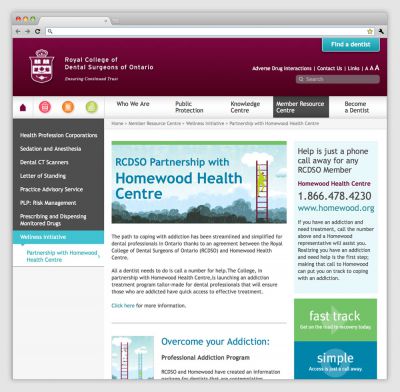 Find a dentist
Royal College of
Dental Surgeons of Ontario
Ensuring Continued Trust
Adverse Drug Interactions | Contact Us | Links | A A A
Search
Who We Are
Public
Protection
Knowledge
Centre
Member Resource
Centre
Become
a Dentist
Home > Member Resource Centre > Wellness Initiative > Partnership with Homewood Health Centre
Health Profession Corporations
Sedation and Anesthesia
Dental CT Scanners
Letter of Standing
Practice Advisory Service
PLP: Risk Management
Prescribing and Dispensing
Monitored Drugs
Wellness Initiative
Partnership with Homewood
Health Centre
RCDSO Partnership with
Homewood Health
Centre
The path to coping with addiction has been streamlined and simplified for
dental professionals in Ontario thanks to an agreement between the Royal
College of Dental Surgeons of Ontario (RCDSO) and Homewood Health
Centre.
All a dentist needs to do is call a number for help.The College, in
partnership with Homewood Health Centre,is launching an addiction
treatment program tailor-made for dental professionals that will ensure
those who are addicted have quick access to effective treatment.
Click here for more information.
Overcome your Addiction:
Professional Addiction Program
RCDSO and Homewood have created an information
package for dentists that are contemplating
Help is just a phone
call away for any
RCDSO Member
Homewood Health Centre
1.866.478.4230
www.homewood.org
If you have an addiction and
need treatment, call the number
above and a Homewood
representative will assist you.
Realizing you have an addiction
and need help is the first step;
making that call to Homewood
can put you on track to coping
with an addiction.
fast track
Get on the road to recovery today.
simple
Access is just a call away.